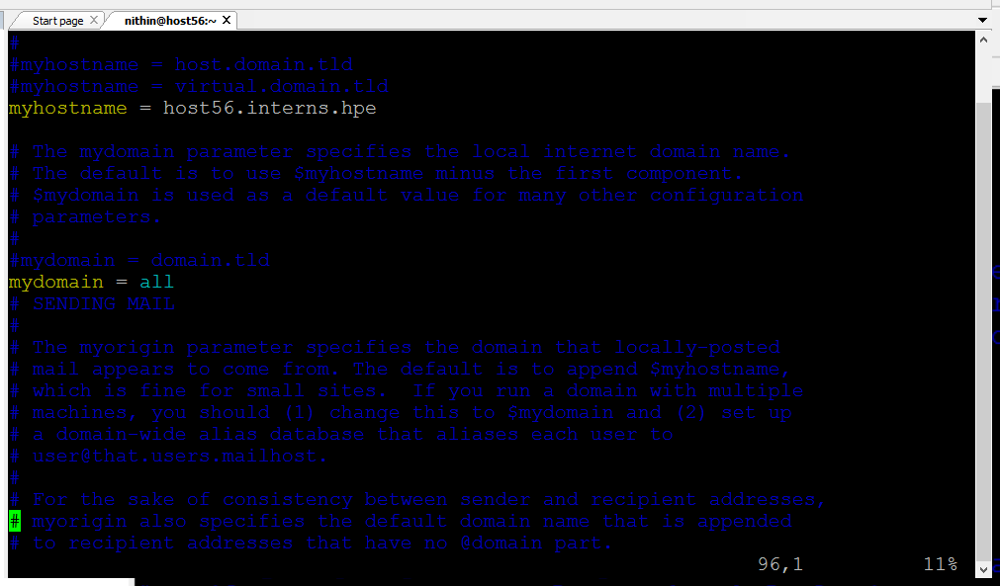 Start page
nithin@host56:~
#
#myhostname = host.domain.tld
#myhostname = virtual.domain.tld
myhostname = host56.interns.hpe
# The mydomain parameter specifies the local internet domain name.
# The default is to use $myhostname minus the first component.
# $mydomain is used as a default value for many other configuration
# parameters.
#
#mydomain = domain.tld
mydomain = all
# SENDING MAIL
#
# The myorigin parameter specifies the domain that locally-posted
# mail appears to come from. The default is to append $myhostname,
# which is fine for small sites.  If you run a domain with multiple
# machines, you should (1) change this to $mydomain and (2) set up
# a domain-wide alias database that aliases each user to
# user@that.users.mailhost.
#
# For the sake of consistency between sender and recipient addresses,
# myorigin also specifies the default domain name that is appended
# to recipient addresses that have no @domain part.
96,1 11%